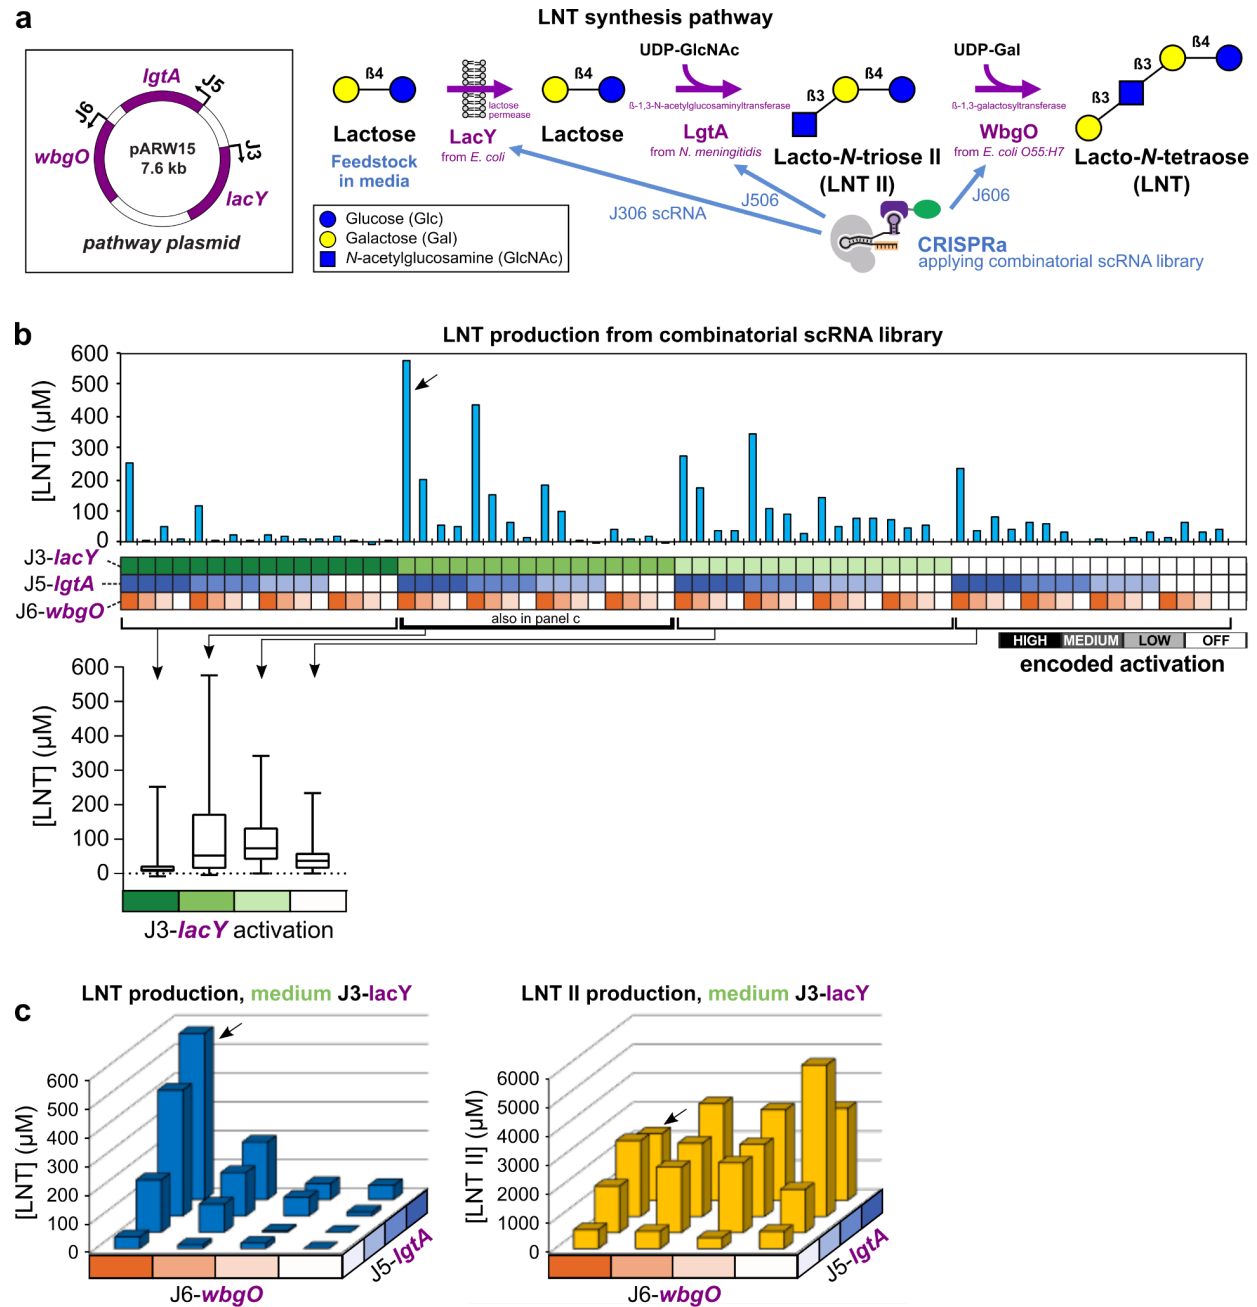 a
LNT synthesis pathway
lgtA
J5
J6
pARW15
7.6 kb
J3
wbgO
lacY
pathway plasmid
ß4
Lactose
Feedstock
in media
lactose
permease
LacY
from E. coli
ß4
Lactose
UDP-GlcNAc
ß-1,3-N-acetylglucosaminyltransferase
LgtA
from N. meningitidis
ß3
ß4
Lacto-N-triose II
(LNT II)
UDP-Gal
ß-1,3-galactosyltransferase
WbgO
from E. coli O55:H7
ß3
ß3
ß4
Lacto-N-tetraose
(LNT)
Glucose (Glc)
Galactose (Gal)
N-acetylglucosamine (GlcNAc)
J306 scRNA
J506
J606
CRISPRa
applying combinatorial scRNA library
b
LNT production from combinatorial scRNA library
[LNT] (µM)
600
500
400
300
200
100
0
J3-lacY
J5-lgtA
J6-wbgO
also in panel c
HIGH MEDIUM LOW OFF
encoded activation
[LNT] (µM)
600
500
400
300
200
100
0
J3-lacY activation
c
LNT production, medium J3-lacY
[LNT] (µM)
600
500
400
300
200
100
0
J6-wbgO
J5-lgtA
LNT II production, medium J3-lacY
[LNT II] (µM)
6000
5000
4000
3000
2000
1000
0
J6-wbgO
J5-lgtA